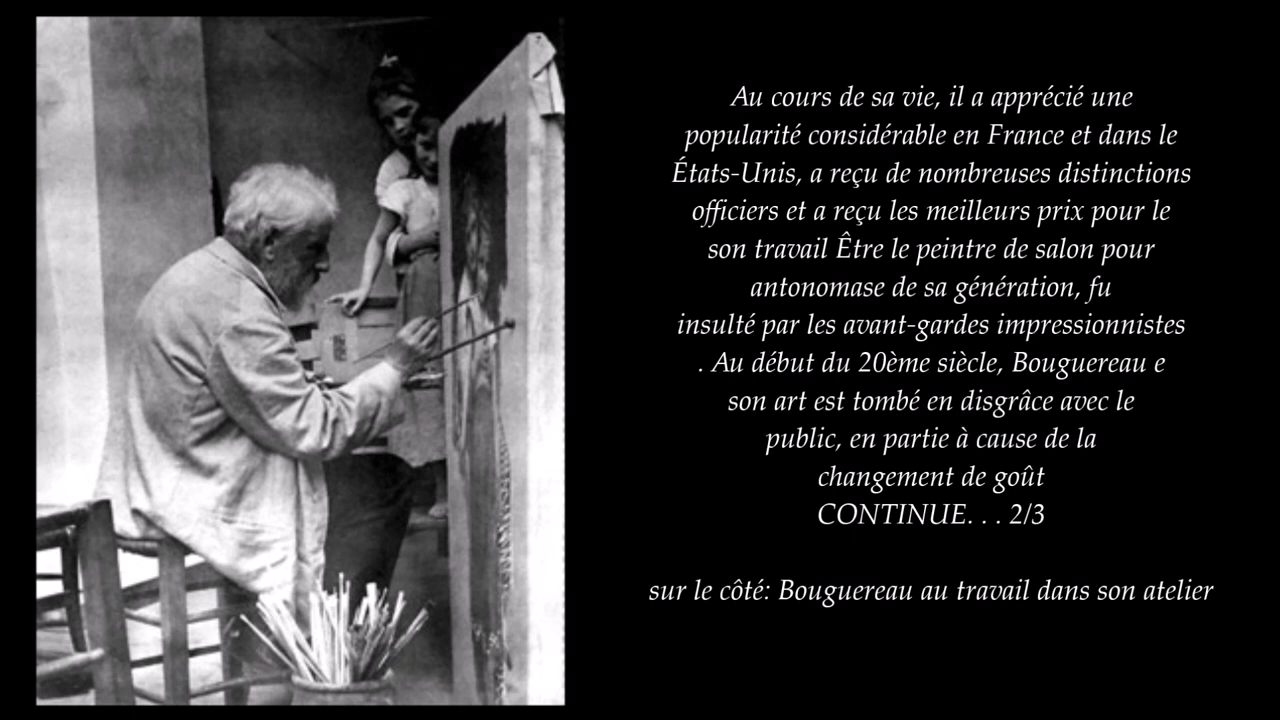 Au cours de sa vie, il a apprécié une
popularité considérable en France et dans le
États-Unis, a reçu de nombreuses distinctions
officiers et a reçu les meilleurs prix pour le
son travail Être le peintre de salon pour
antonomase de sa génération, fu
insulté par les avant-gardes impressionnistes
. Au début du 20ème siècle, Bouguereau e
son art est tombé en disgrâce avec le
public, en partie à cause de la
changement de goût
CONTINUE. . . 2/3
sur le côté: Bouguereau au travail dans son atelier